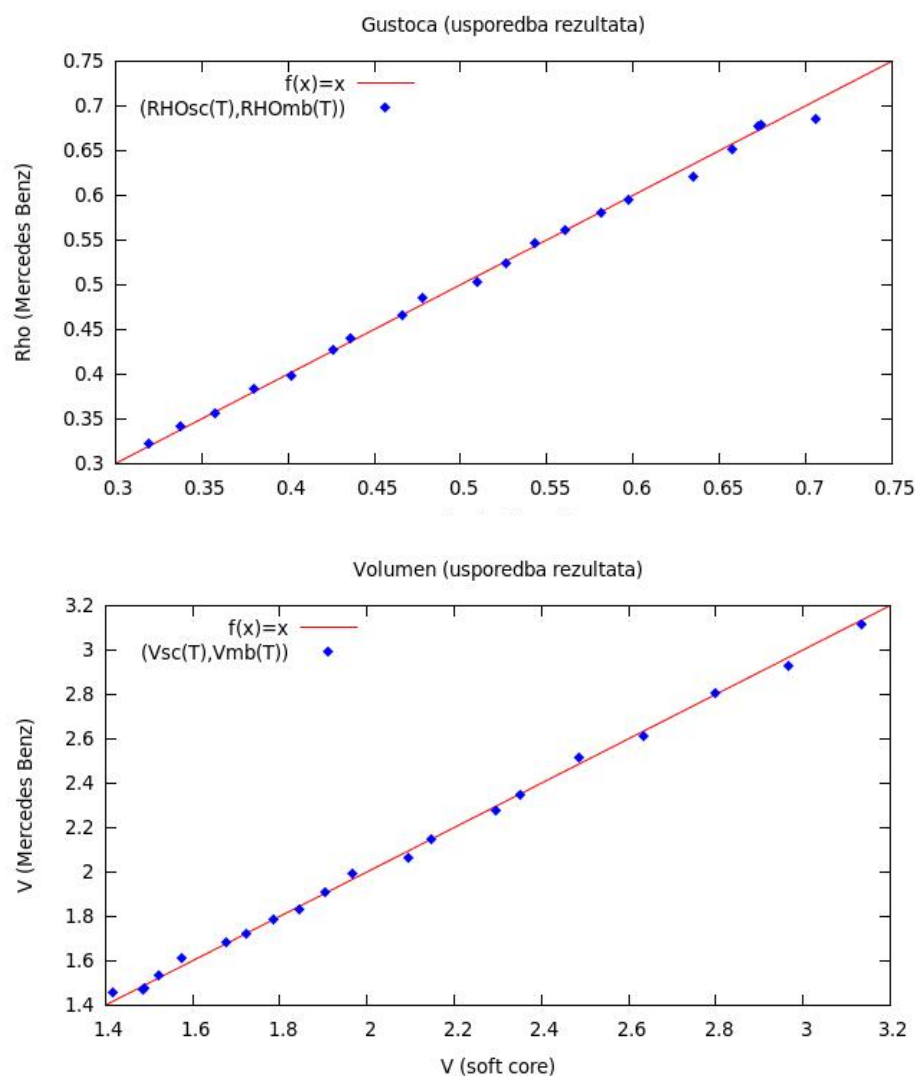 Gustoca (usporedba rezultata)
0.75
f(x)=x
(RHOsc(T),RHOmb(T))
0.7
0.65
0.6
0.55
0.5
0.45
0.4
0.35
0.3
Rho (Mercedes Benz)
0.3 0.35 0.4 0.45 0.5 0.55 0.6 0.65 0.7 0.75
Volumen (usporedba rezultata)
3.2
f(x)=x
(Vsc(T),Vmb(T))
3
2.8
2.6
2.4
2.2
2
1.8
1.6
1.4
V (Mercedes Benz)
1.4 1.6 1.8 2 2.2 2.4 2.6 2.8 3 3.2
V (soft core)